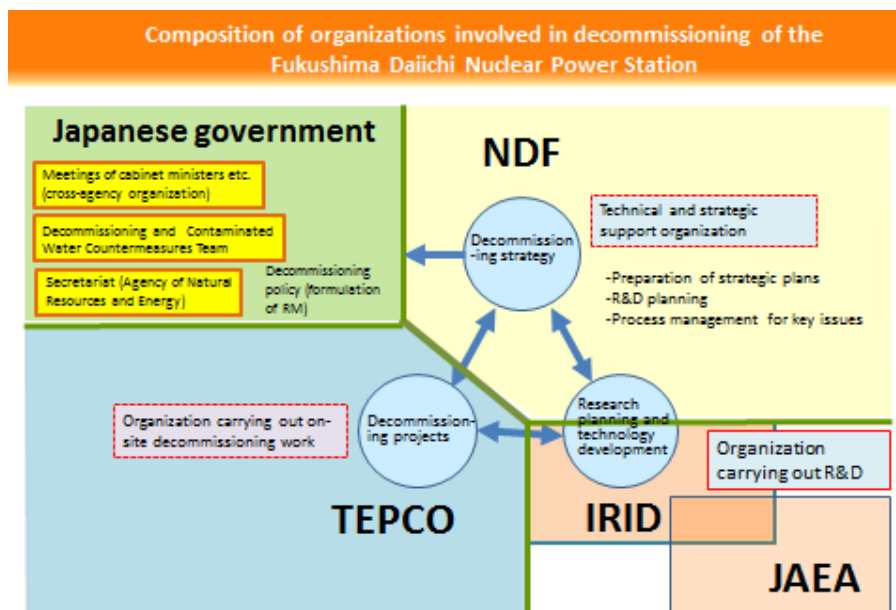 Composition of organizations involved in decommissioning of the
Fukushima Daiichi Nuclear Power Station
Japanese government
Meetings of cabinet ministers etc.
(cross-agency organization)
Decommissioning and Contaminated
Water Countermeasures Team
Secretariat (Agency of Natural
Resources and Energy)
Decommissioning
policy (formulation
of RM)
NDF
Decommission
-ing strategy
Technical and strategic
support organization
-Preparation of strategic plans
-R&D planning
-Process management for key issues
Organization carrying out on-
site decommissioning work
Decommission-
ing projects
TEPCO
Research
planning and
technology
development
Organization
carrying out R&D
IRID
JAEA